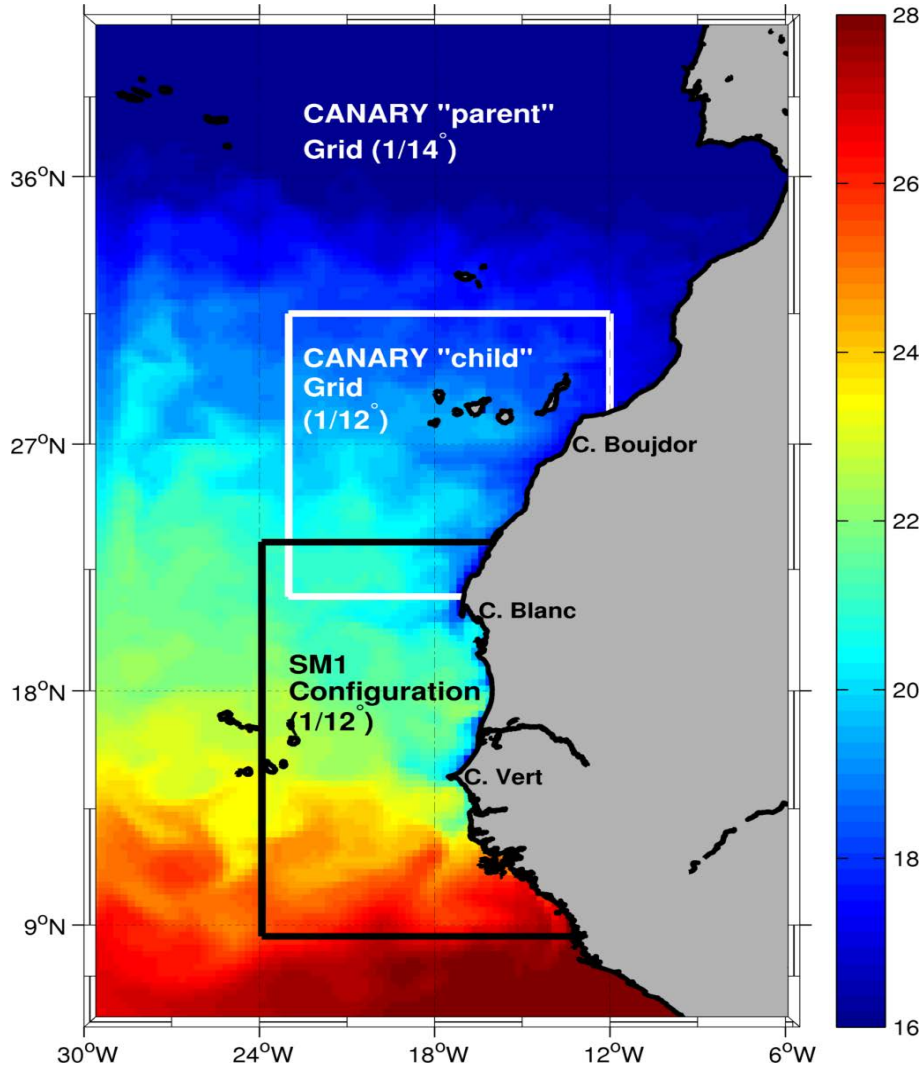 28
CANARY "parent"
Grid (1/14°)
26
36°N
24
CANARY "child"
Grid
(1/12°)
27°N
C. Boujdor
22
C. Blanc
20
SM1
Configuration
(1/12°)
18°N
C. Vert
18
9°N
16
30°W
24°W
18°W
12°W
6°W